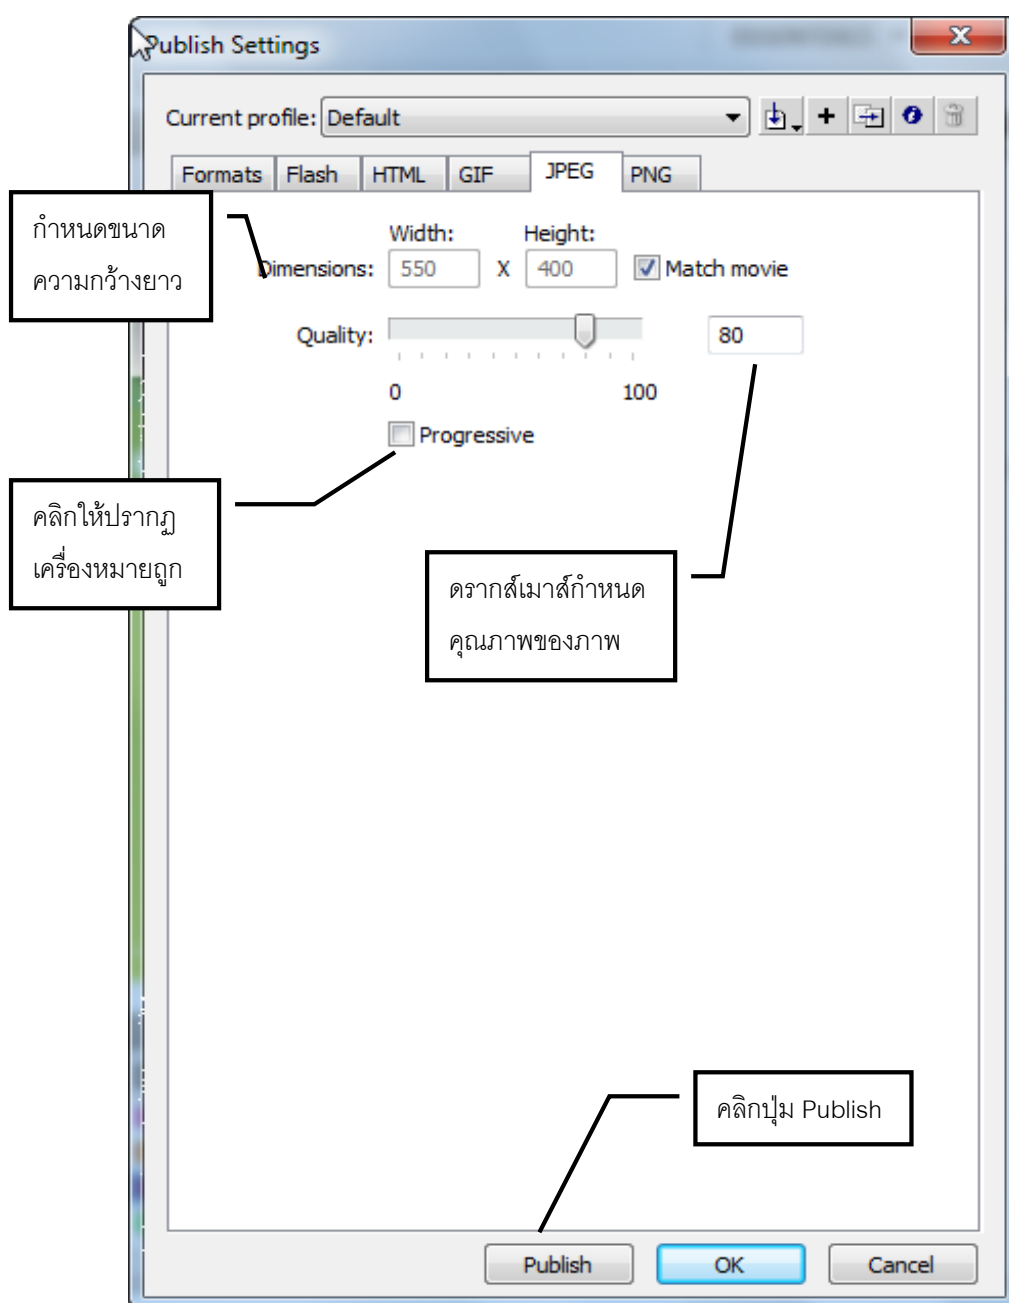 Publish Settings
Current profile: Default
Formats Flash HTML GIF JPEG PNG
กำหนดขนาด
ความกว้างยาว
Width: Height:
Dimensions: 550 X 400 Match movie
Quality: 80
0 100
Progressive
คลิกให้ปรากฏ
เครื่องหมายถูก
ดรากส์เมาส์กำหนด
คุณภาพของภาพ
คลิกปุ่ม Publish
Publish OK Cancel